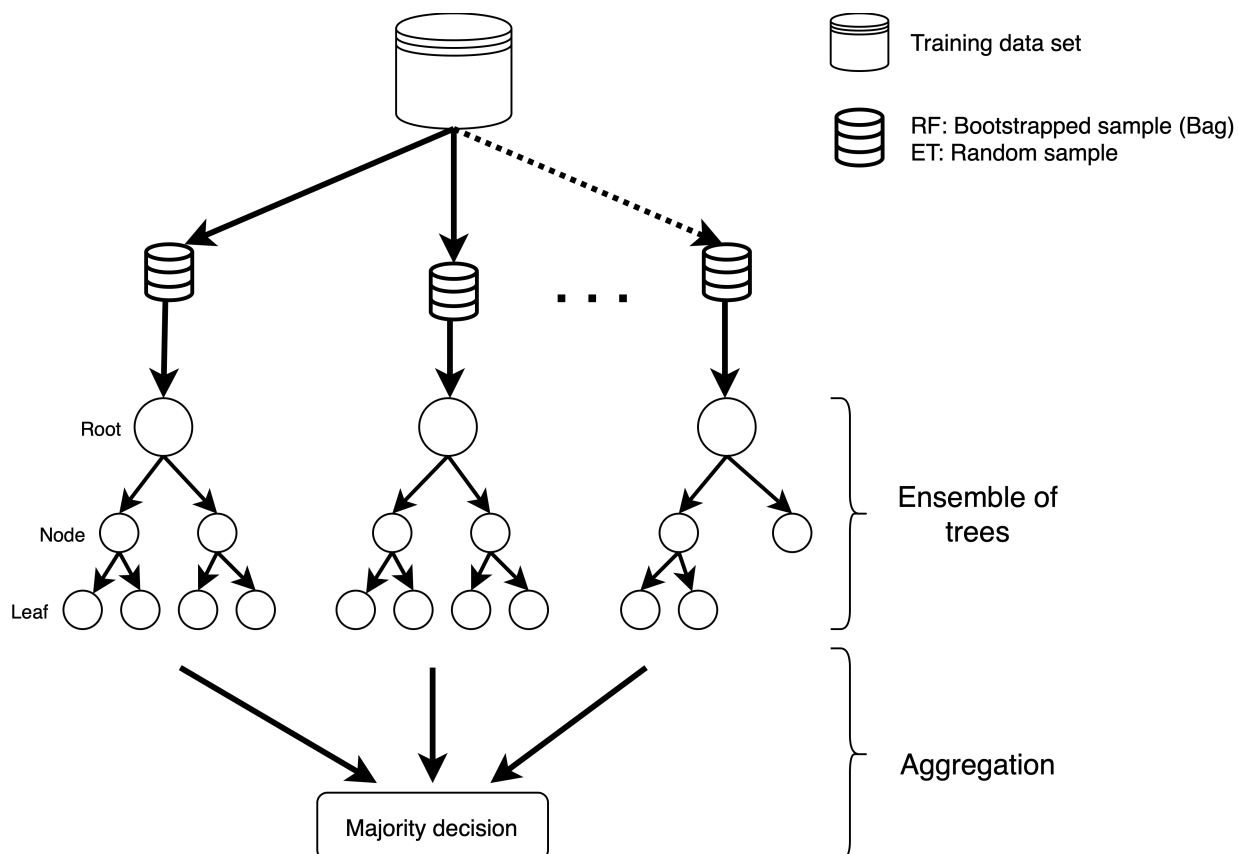 Training data set
RF: Bootstrapped sample (Bag)
ET: Random sample
. . .
Root
Node
Leaf
Ensemble of
trees
Aggregation
Majority decision